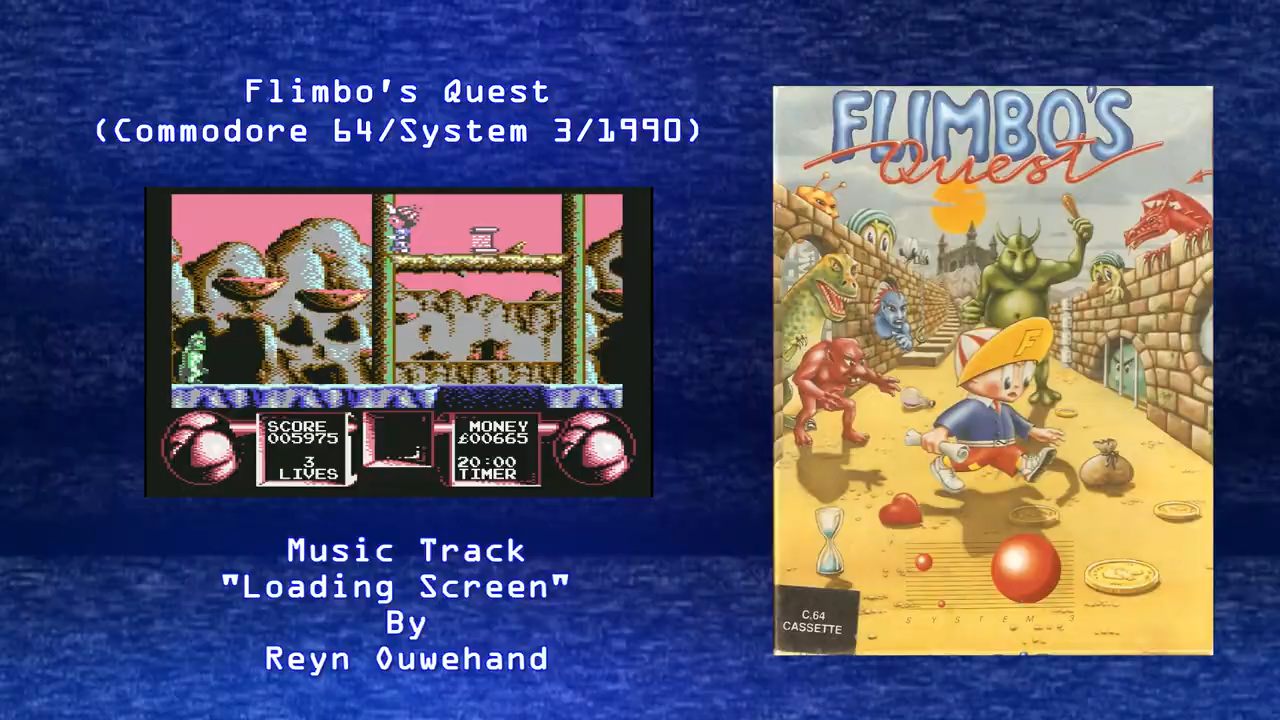 Flimbo's Quest
(Commodore 64/System 3/1990)
SCORE
005975
3
LIVES
MONEY
£00665
20:00
TIMER
Music Track
"Loading Screen"
By
Reyn Ouwehand
FLIMBO'S
Quest
F
SYSTEM 3
C.64
CASSETTE